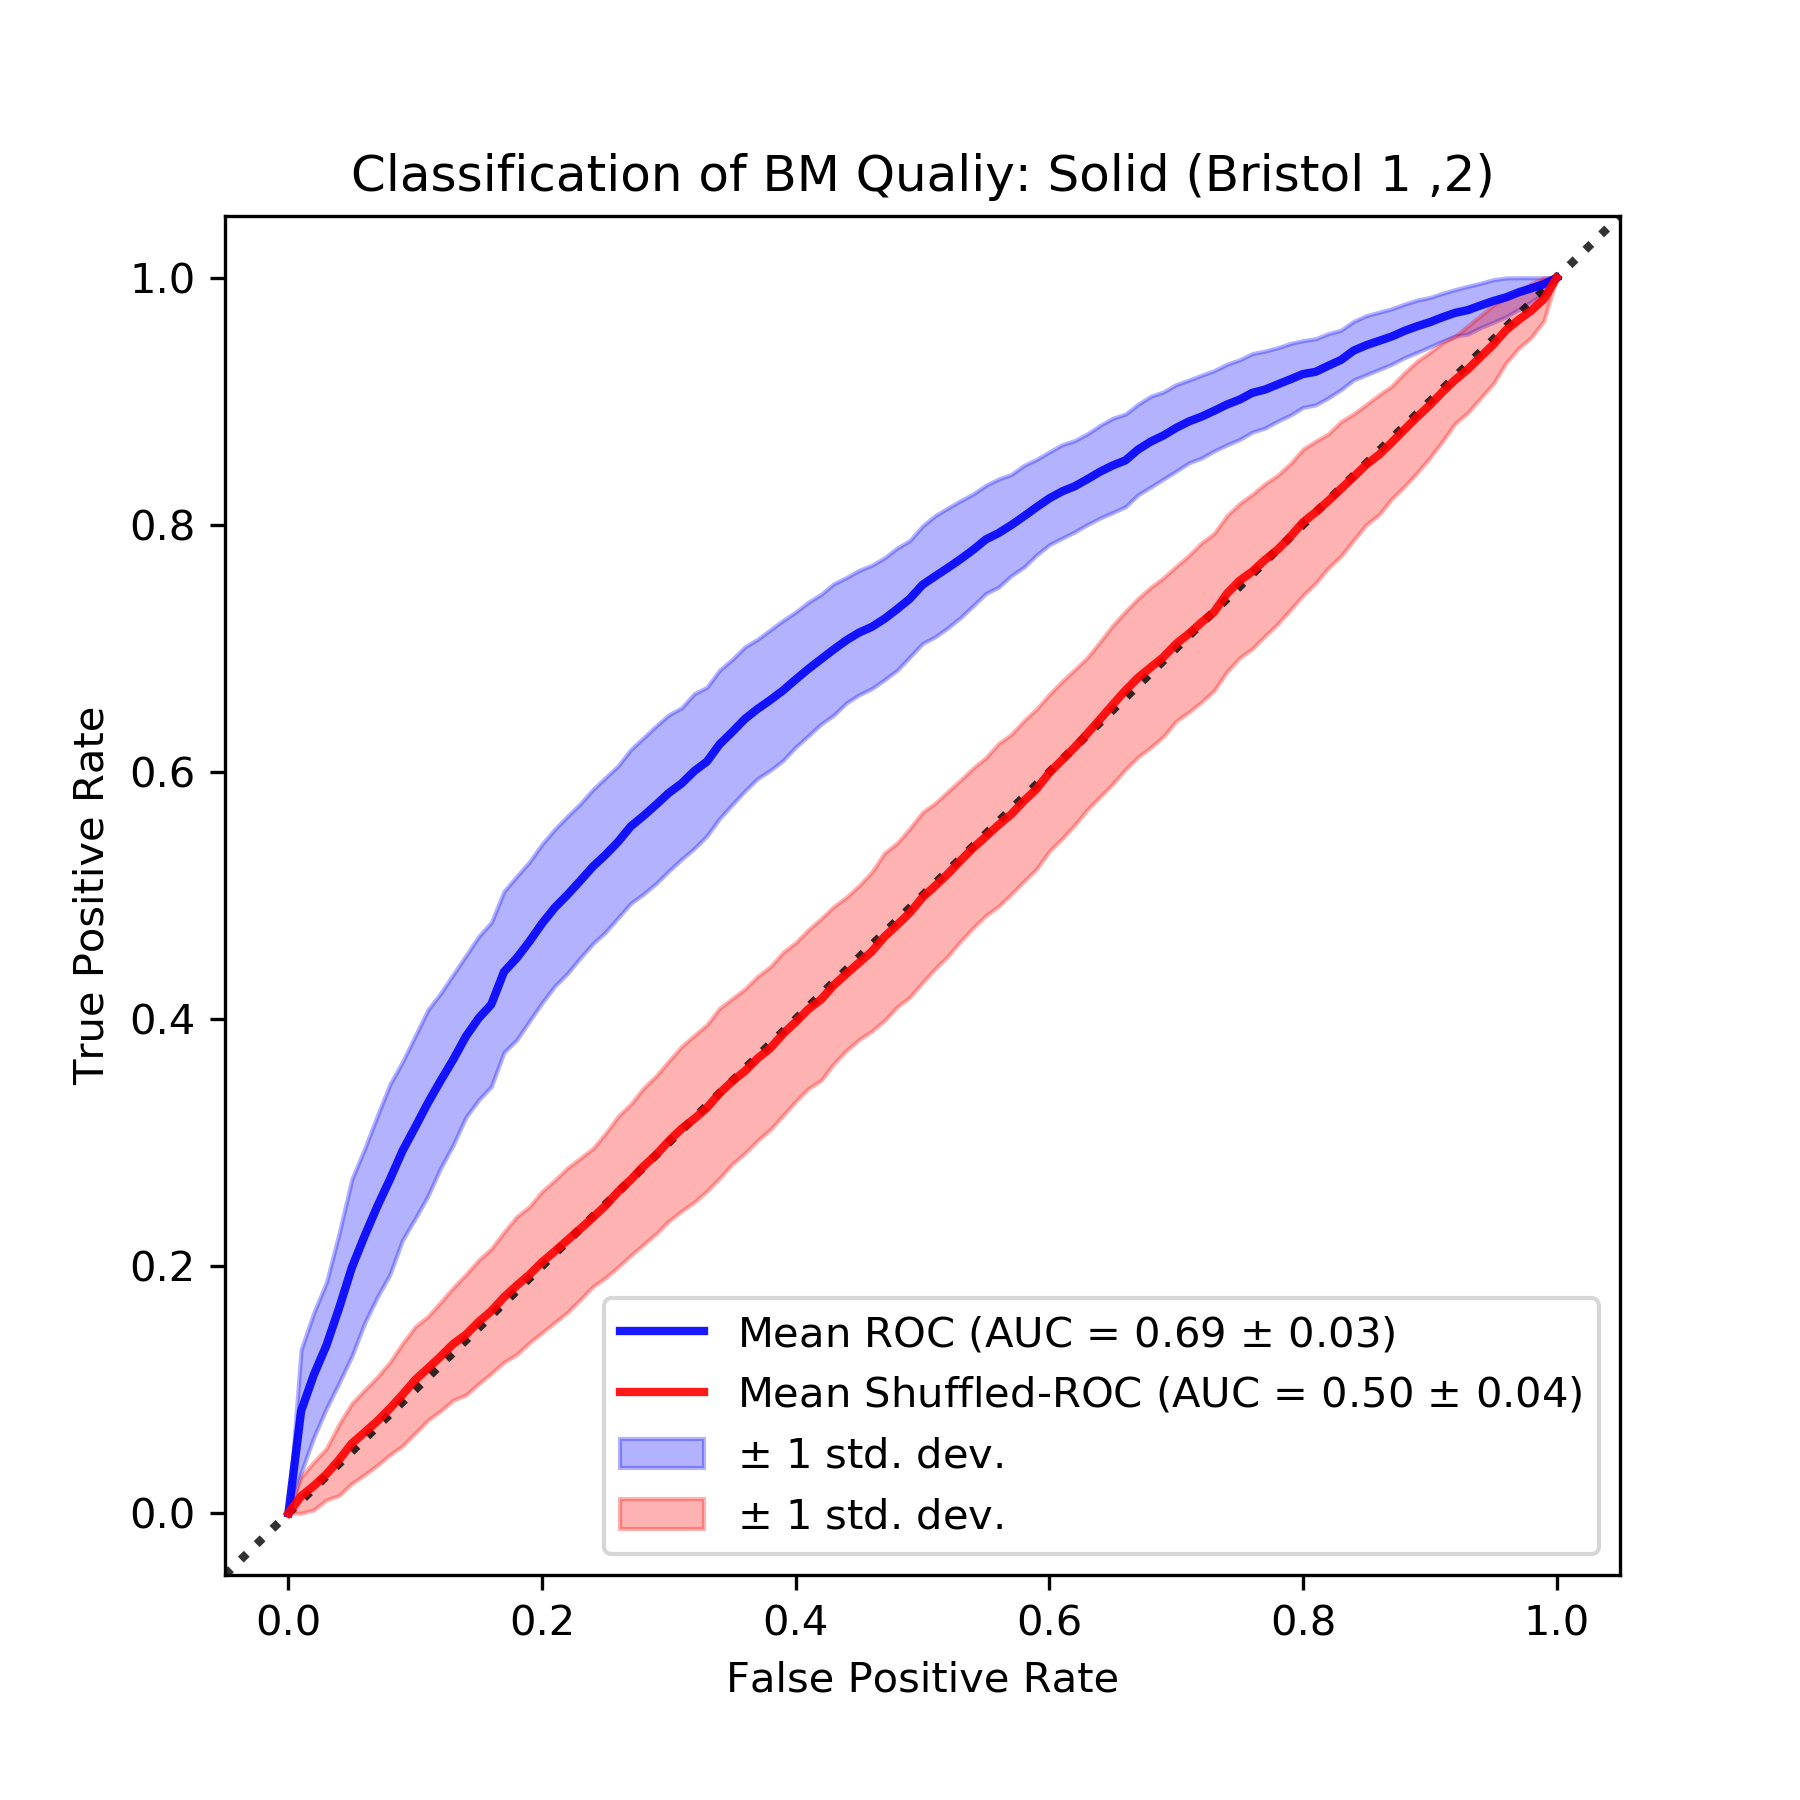 Classification of BM Qualiy: Solid (Bristol 1 ,2)
1.0
0.8
0.6
0.4
0.2
0.0
True Positive Rate
Mean ROC (AUC = 0.69 ± 0.03)
Mean Shuffled-ROC (AUC = 0.50 ± 0.04)
± 1 std. dev.
± 1 std. dev.
0.0 0.2 0.4 0.6 0.8 1.0
False Positive Rate